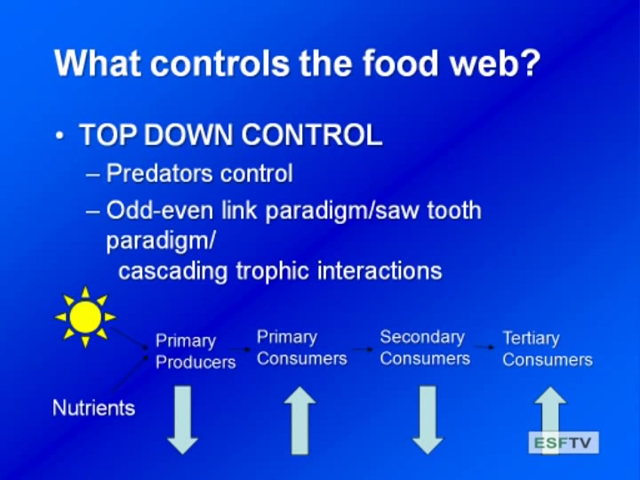 What controls the food web?
• TOP DOWN CONTROL
– Predators control
– Odd-even link paradigm/saw tooth
paradigm/
cascading trophic interactions
Primary
Producers
Primary
Consumers
Secondary
Consumers
Tertiary
Consumers
Nutrients
ESFTV